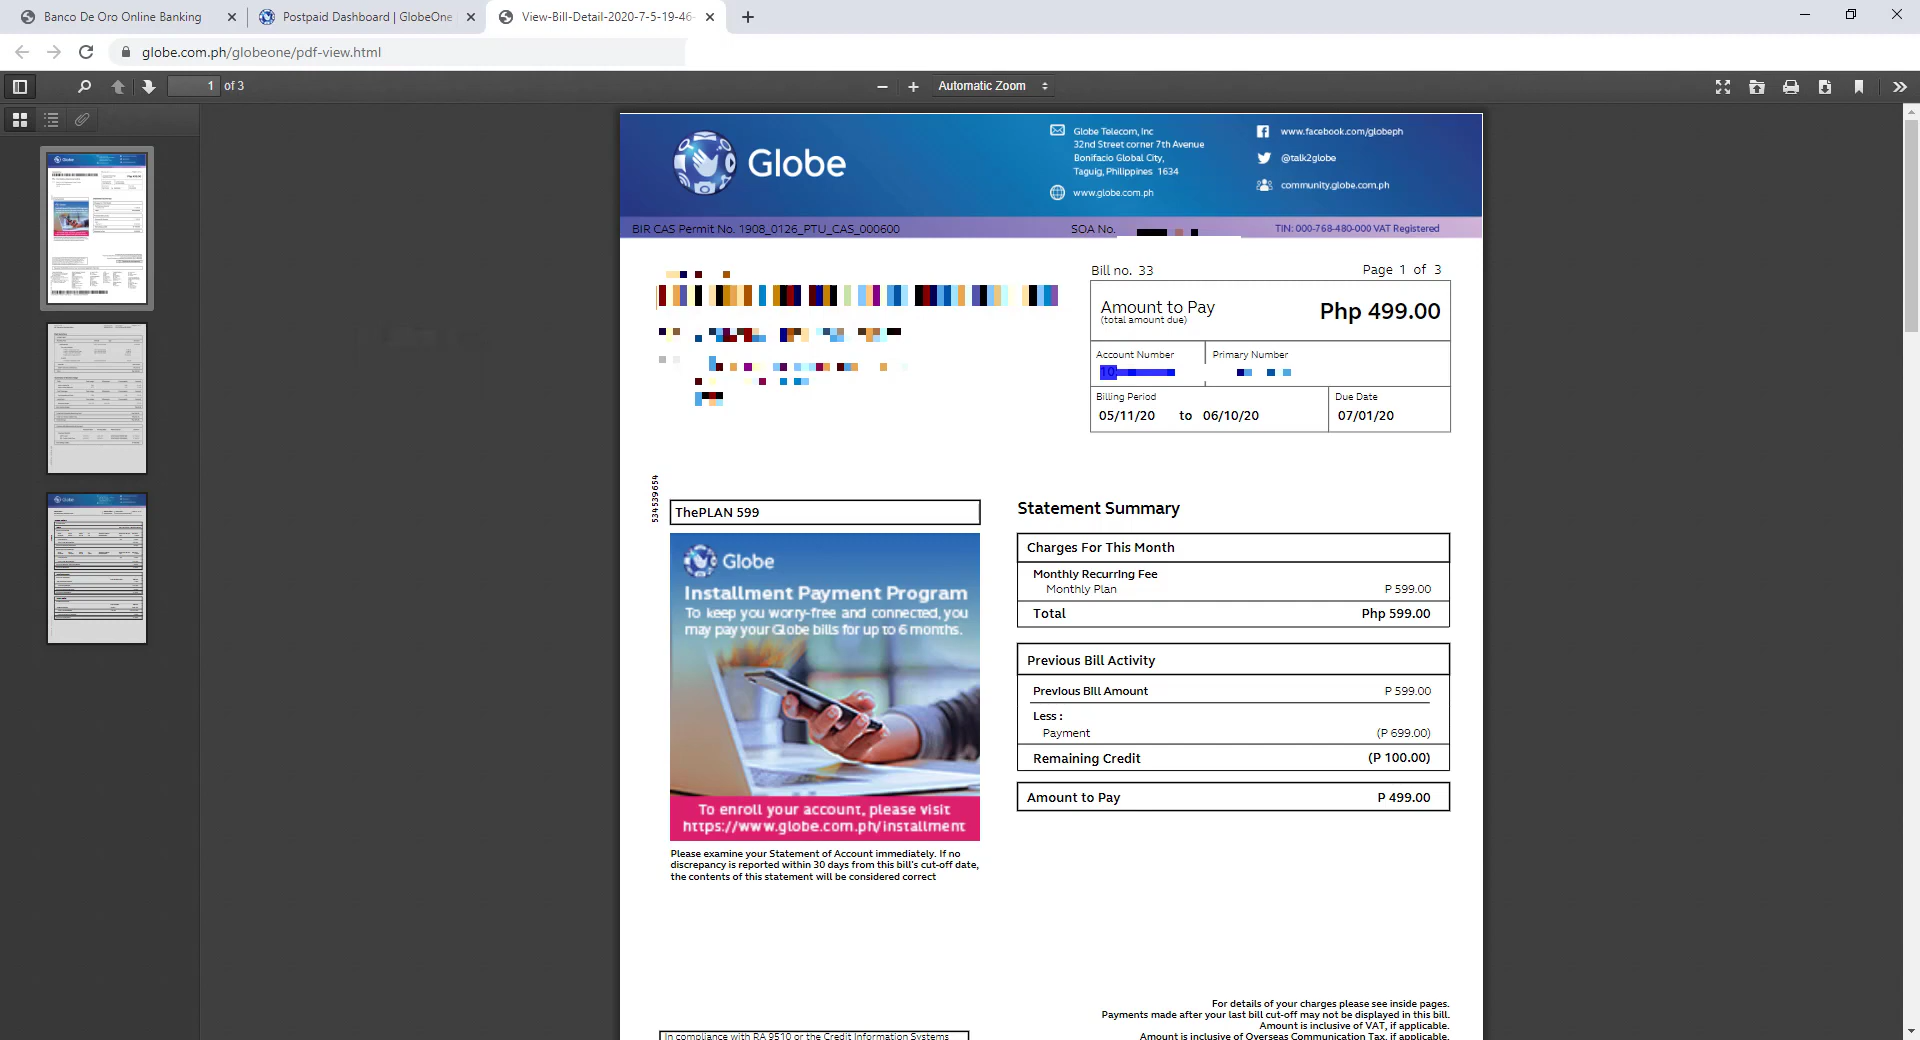 Banco De Oro Online Banking
Postpaid Dashboard | GlobeOne
View-Bill-Detail-2020-7-5-19-46-
globe.com.ph/globeone/pdf-view.html
1 of 3
Automatic Zoom
Globe
Globe Telecom, Inc
32nd Street corner 7th Avenue
Bonifacio Global City,
Taguig, Philippines 1634
www.globe.com.ph
www.facebook.com/globeph
@talk2globe
community.globe.com.ph
BIR CAS Permit No. 1908_0126_PTU_CAS_000600
SOA No.
TIN: 000-768-480-000 VAT Registered
Bill no. 33
Page 1 of 3
Amount to Pay
(total amount due)
Php 499.00
Account Number
Primary Number
10
Billing Period
05/11/20 to 06/10/20
Due Date
07/01/20
534539654
ThePLAN 599
Globe
Installment Payment Program
To keep you worry-free and connected, you
may pay your Globe bills for up to 6 months.
To enroll your account, please visit
https://www.globe.com.ph/installment
Please examine your Statement of Account immediately. If no
discrepancy is reported within 30 days from this bill's cut-off date,
the contents of this statement will be considered correct
Statement Summary
Charges For This Month
Monthly Recurring Fee
Monthly Plan P 599.00
Total Php 599.00
Previous Bill Activity
Previous Bill Amount P 599.00
Less :
Payment (P 699.00)
Remaining Credit (P 100.00)
Amount to Pay P 499.00
For details of your charges please see inside pages.
Payments made after your last bill cut-off may not be displayed in this bill.
Amount is inclusive of VAT, if applicable.
Amount is inclusive of Overseas Communication Tax, if applicable.
In compliance with RA 9510 or the Credit Information Systems